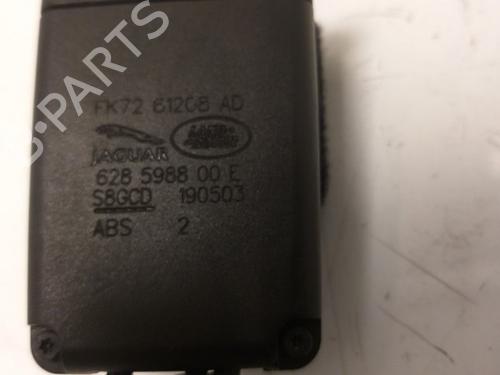 B-PARTS
FK72 61208 AD
JAGUAR
LAND ROVER
628 5988 00 E
S8GCD 190503
ABS 2